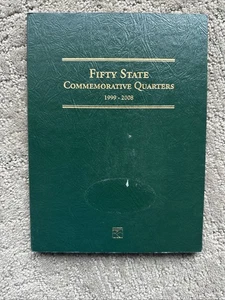 FIFTY STATE
COMMEMORATIVE QUARTERS
1999-2008